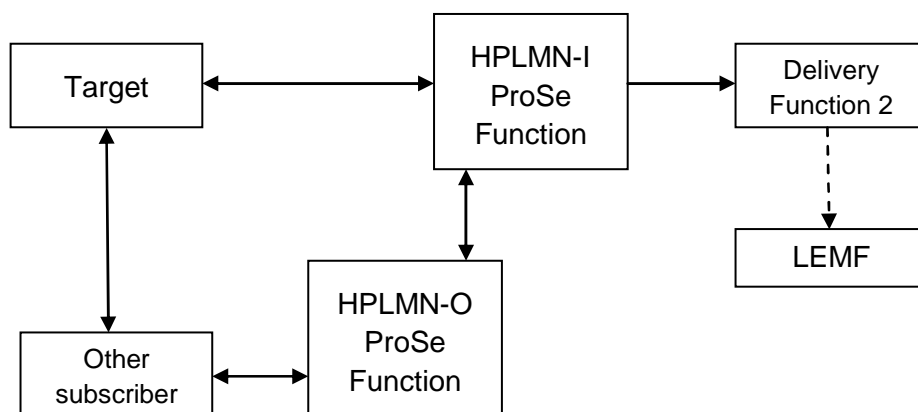 Target
HPLMN-I
ProSe
Function
Delivery
Function 2
LEMF
HPLMN-O
ProSe
Function
Other
subscriber